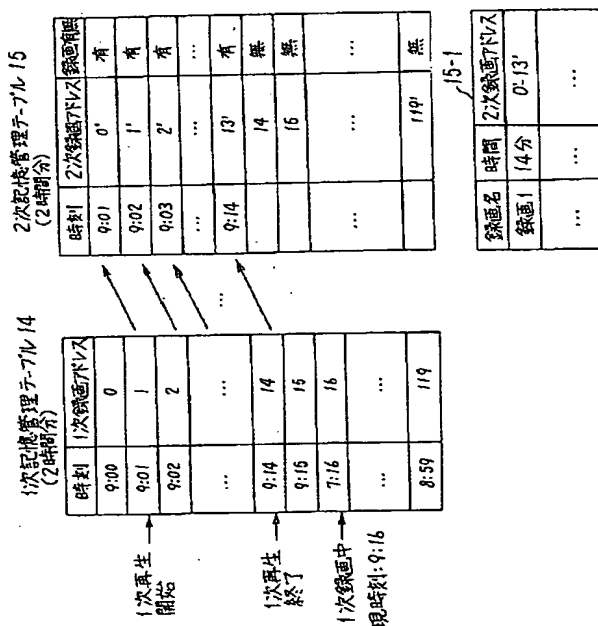 1次記憶管理テーブル 14
(2時間分)
時刻 1次録画アドレス
9:00 0
9:01 1
9:02 2
… …
9:14 14
9:15 15
7:16 16
… …
8:59 119
1次再生
開始
1次再生
終了
1次録画中
現時刻:9:16
…
2次記憶管理テーブル 15
(2時間分)
時刻 2次録画アドレス 録画有無
9:01 0' 有
9:02 1' 有
9:03 2' 有
… … …
9:14 13' 有
14 無
15 無
… …
119' 無
15-1
録画名 時間 2次録画アドレス
録画1 14分 0'-13'
… … …